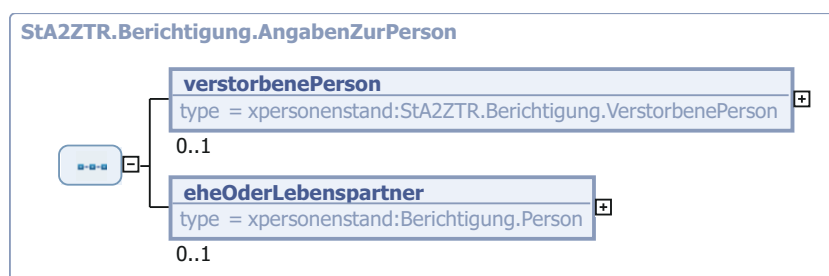 StA2ZTR.Berichtigung.AngabenZurPerson
verstorbenePerson
type = xpersonenstand:StA2ZTR.Berichtigung.VerstorbenePerson
0..1
eheOderLebenspartner
type = xpersonenstand:Berichtigung.Person
0..1